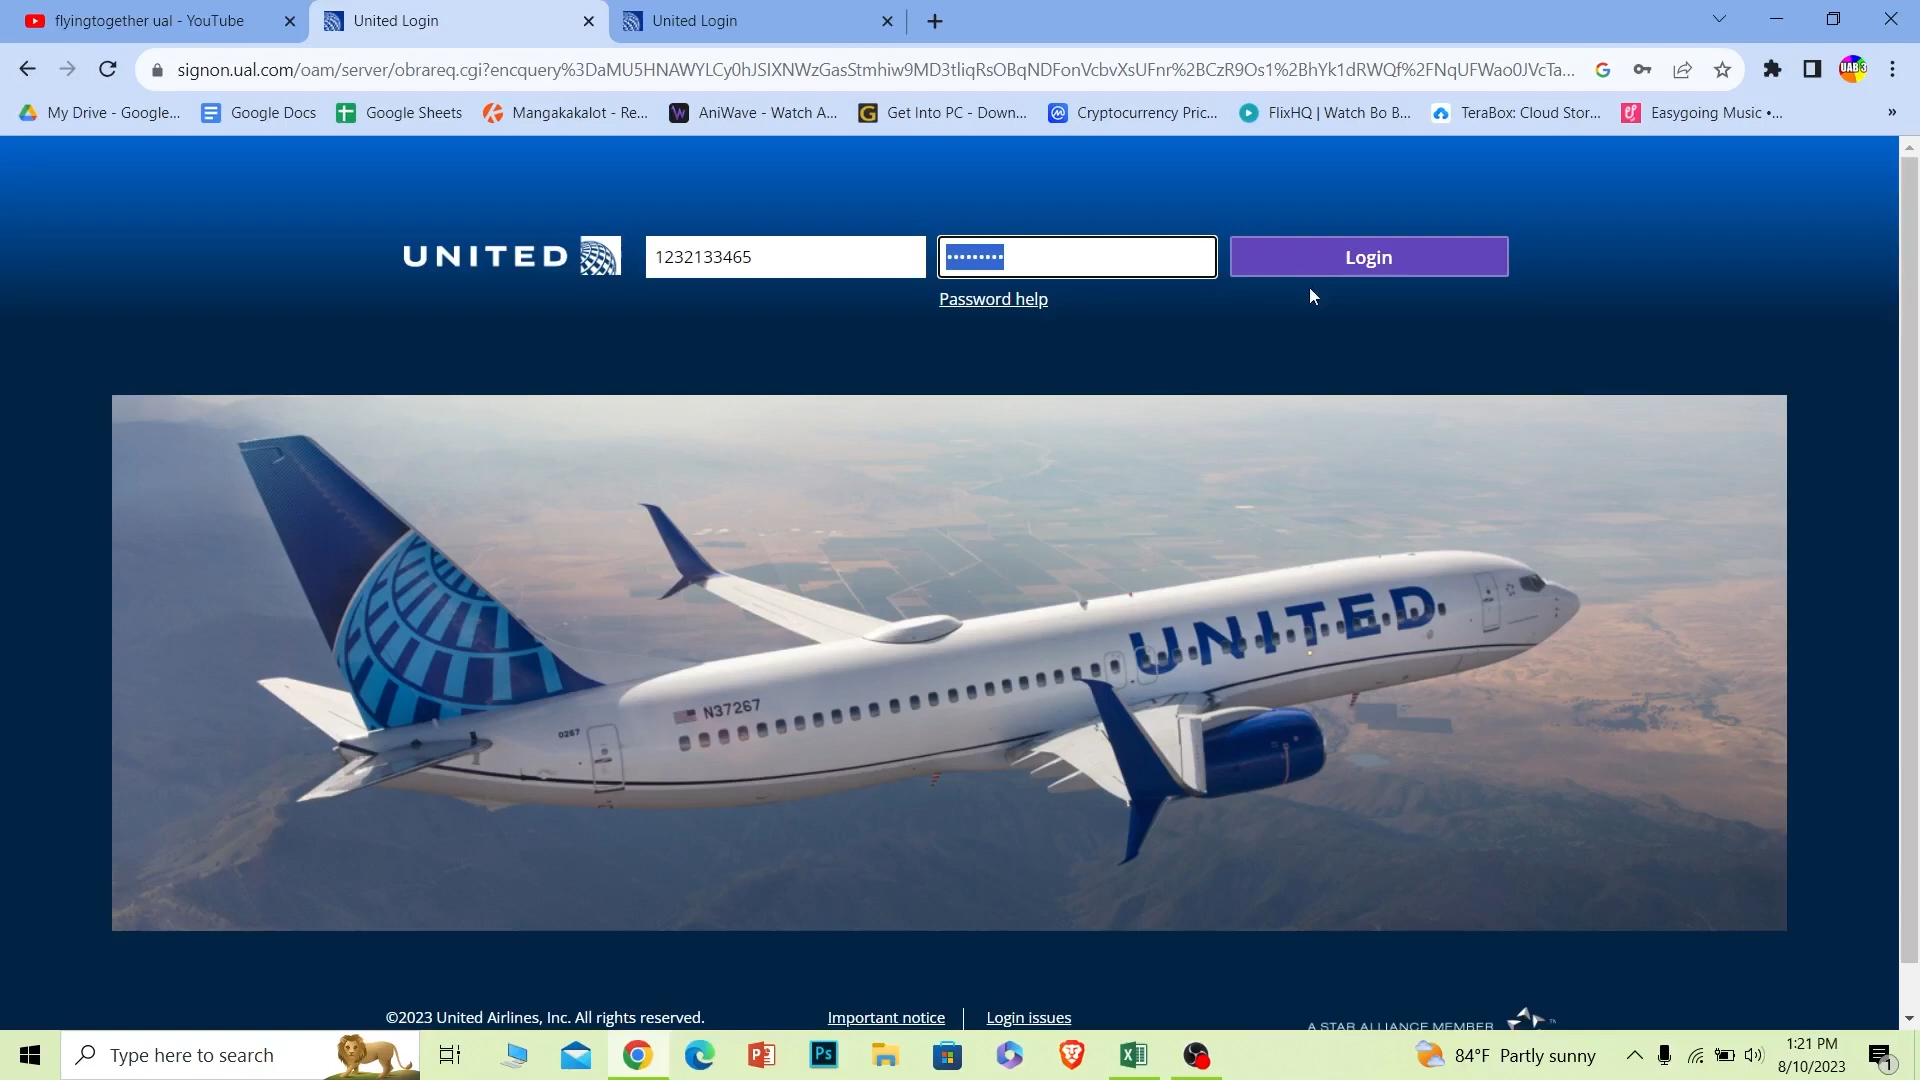 flyingtogether ual - YouTube
United Login
United Login
signon.ual.com/oam/server/obrareq.cgi?encquery%3DaMU5HNAWYLCy0hJSIXNWzGasStmhiw9MD3tliqRsOBqNDFonVcbvXsUFnr%2BCzR9Os1%2BhYk1dRWQf%2FNqUFWao0JVcTa...
My Drive - Google...
Google Docs
Google Sheets
Mangakakalot - Re...
AniWave - Watch A...
Get Into PC - Down...
Cryptocurrency Pric...
FlixHQ | Watch Bo B...
TeraBox: Cloud Stor...
Easygoing Music •...
»
UAB 3
UNITED
1232133465
•••••••••
Login
Password help
UNITED
N37267
0267
©2023 United Airlines, Inc. All rights reserved.
Important notice
Login issues
A STAR ALLIANCE MEMBER
Type here to search
84°F Partly sunny
1:21 PM
8/10/2023
1